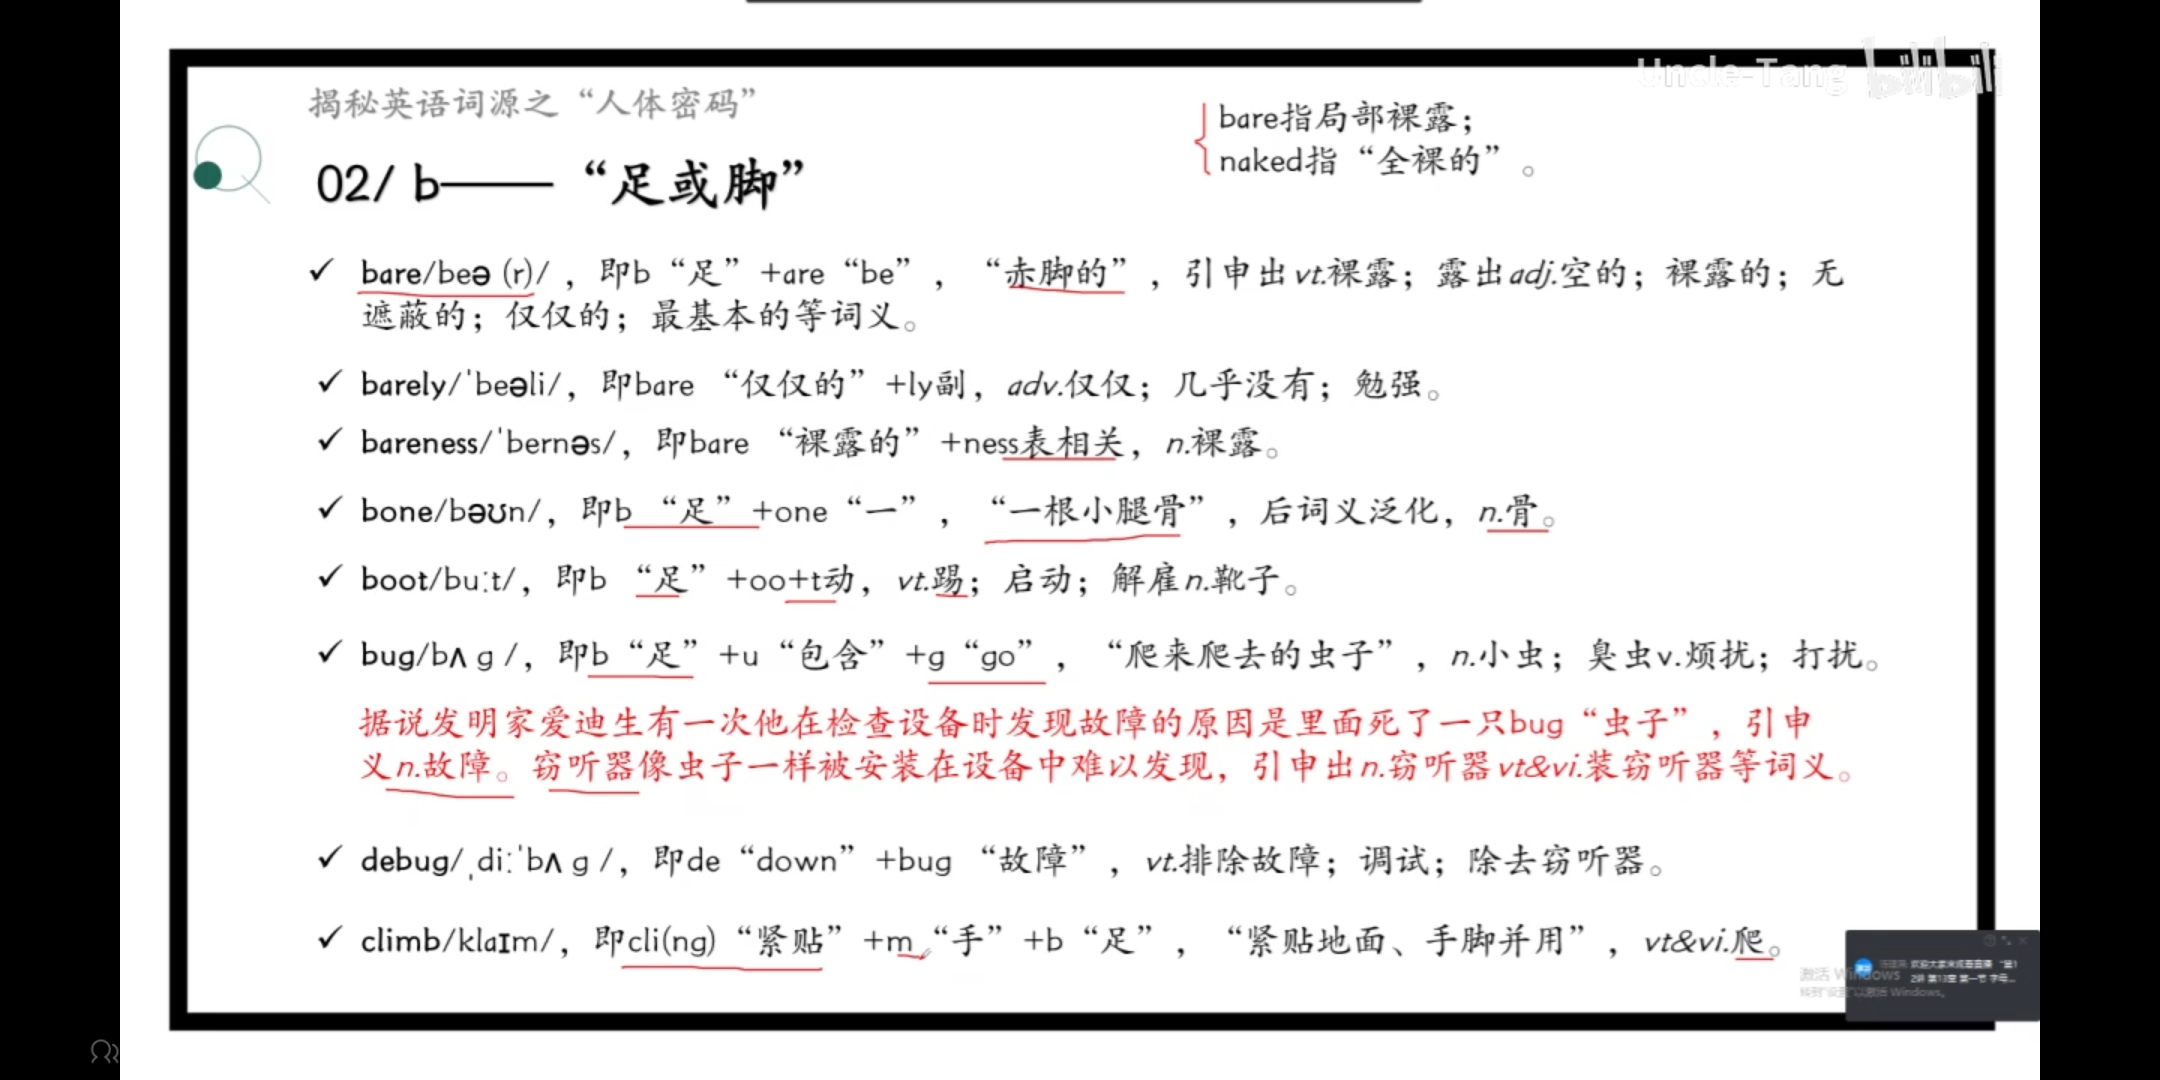 Uncle-Tang bilibili
揭秘英语词源之“人体密码”
02/ b——“足或脚”
bare指局部裸露；
naked指“全裸的”。
✓ bare/beə (r)/ ，即b“足”+are“be”，“赤脚的”，引申出vt.裸露；露出adj.空的；裸露的；无
遮蔽的；仅仅的；最基本的等词义。
✓ barely/ˈbeəli/，即bare “仅仅的”+ly副，adv.仅仅；几乎没有；勉强。
✓ bareness/ˈbernəs/，即bare “裸露的”+ness表相关，n.裸露。
✓ bone/bəʊn/，即b “足”+one“一”，“一根小腿骨”，后词义泛化，n.骨。
✓ boot/buːt/，即b “足”+oo+t动，vt.踢；启动；解雇n.靴子。
✓ bug/bʌ g /，即b“足”+u“包含”+g“go”，“爬来爬去的虫子”，n.小虫；臭虫v.烦扰；打扰。
据说发明家爱迪生有一次他在检查设备时发现故障的原因是里面死了一只bug“虫子”，引申
义n.故障。窃听器像虫子一样被安装在设备中难以发现，引申出n.窃听器vt&vi.装窃听器等词义。
✓ debug/ˌdiːˈbʌ g /，即de“down”+bug “故障”，vt.排除故障；调试；除去窃听器。
✓ climb/klaɪm/，即cli(ng)“紧贴”+m“手”+b“足”，“紧贴地面、手脚并用”，vt&vi.爬。
激活 Windows
转到“设置”以激活 Windows。